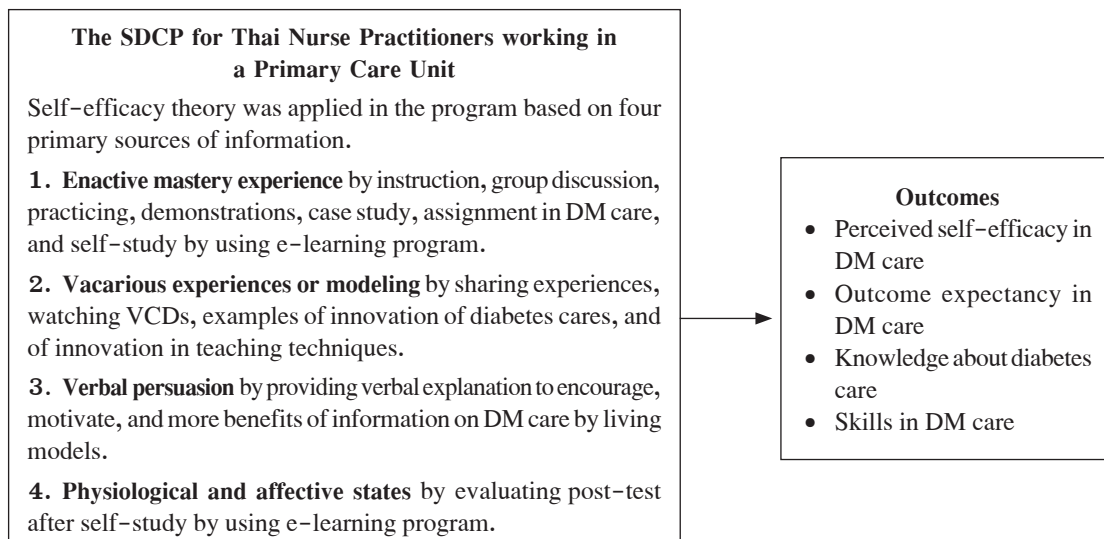 The SDCP for Thai Nurse Practitioners working in
a Primary Care Unit
Self-efficacy theory was applied in the program based on four
primary sources of information.
1. Enactive mastery experience by instruction, group discussion,
practicing, demonstrations, case study, assignment in DM care,
and self-study by using e-learning program.
2. Vacarious experiences or modeling by sharing experiences,
watching VCDs, examples of innovation of diabetes cares, and
of innovation in teaching techniques.
3. Verbal persuasion by providing verbal explanation to encourage,
motivate, and more benefits of information on DM care by living
models.
4. Physiological and affective states by evaluating post-test
after self-study by using e-learning program.
Outcomes
• Perceived self-efficacy in
DM care
• Outcome expectancy in
DM care
• Knowledge about diabetes
care
• Skills in DM care